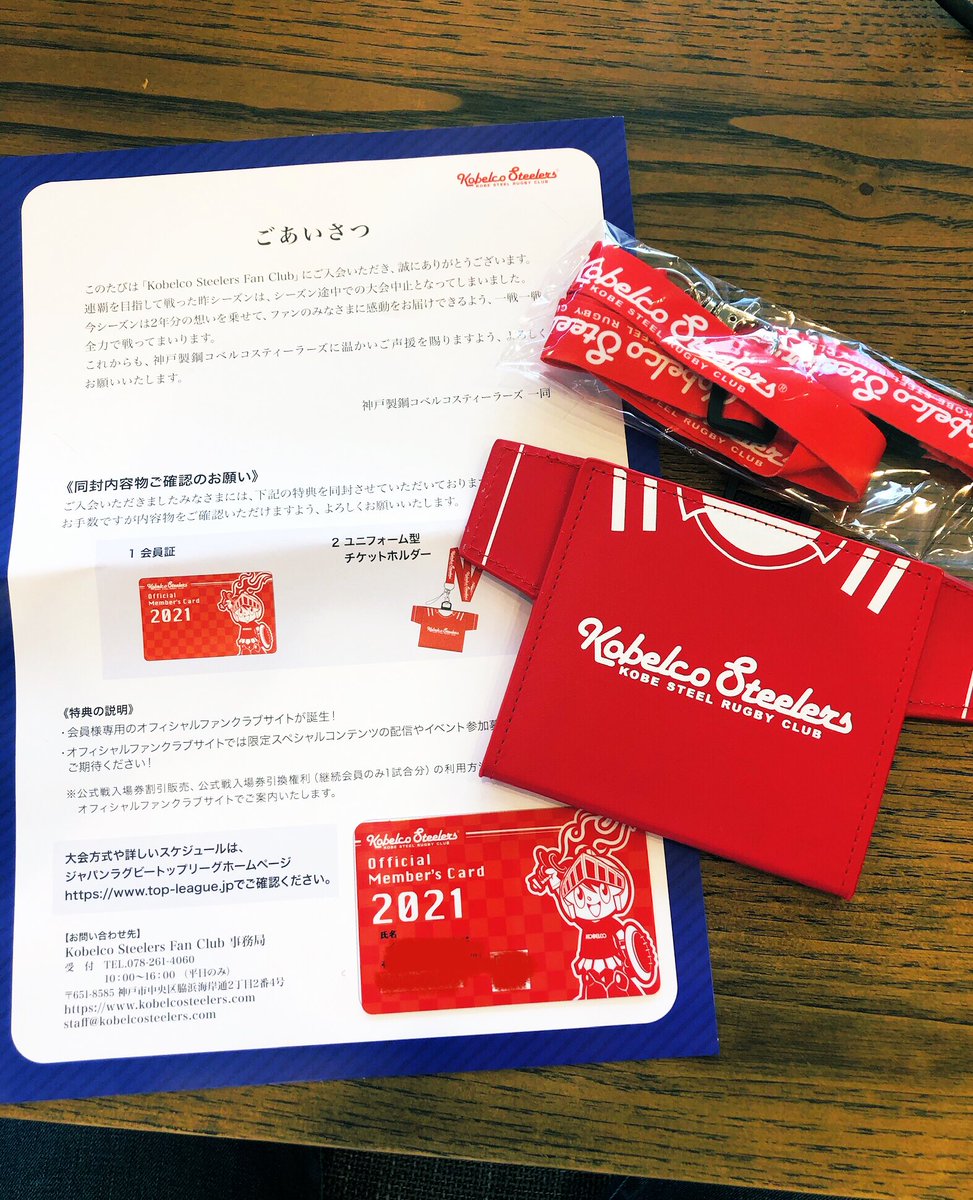 Kobelco Steelers
KOBE STEEL RUGBY CLUB
ごあいさつ
このたびは「Kobelco Steelers Fan Club」にご入会いただき、誠にありがとうございます。
連覇を目指して戦った昨シーズンは、シーズン途中での大会中止となってしまいました。
今シーズンは2年分の想いを乗せて、ファンのみなさまに感動をお届けできるよう、一戦一戦
全力で戦ってまいります。
これからも、神戸製鋼コベルコスティーラーズに温かいご声援を賜りますよう、よろしく
お願いいたします。
神戸製鋼コベルコスティーラーズ 一同
《同封内容物ご確認のお願い》
ご入会いただきましたみなさまには、下記の特典を同封させていただいております
お手数ですが内容物をご確認いただけますよう、よろしくお願いいたします。
1 会員証
2 ユニフォーム型
チケットホルダー
Kobelco Steelers
Official
Member's Card
2021
《特典の説明》
・会員様専用のオフィシャルファンクラブサイトが誕生!
・オフィシャルファンクラブサイトでは限定スペシャルコンテンツの配信やイベント参加募
ご期待ください!
※公式戦入場券割引販売、公式戦入場券引換権利(継続会員のみ1試合分)の利用方法
オフィシャルファンクラブサイトでご案内いたします。
大会方式や詳しいスケジュールは、
ジャパンラグビートップリーグホームページ
https://www.top-league.jpでご確認ください。
【お問い合わせ先】
Kobelco Steelers Fan Club 事務局
受 付 TEL.078-261-4060
10:00~16:00 (平日のみ)
〒651-8585 神戸市中央区脇浜海岸通2丁目2番4号
https://www.kobelcosteelers.com
staff@kobelcosteelers.com
Kobelco Steelers
KOBE STEEL RUGBY CLUB
Official
Member's Card
2021
氏名
KOBELCO
Kobelco Steelers
KOBE STEEL RUGBY CLUB
Kobelco Steelers
KOBE STEEL RUGBY CLUB